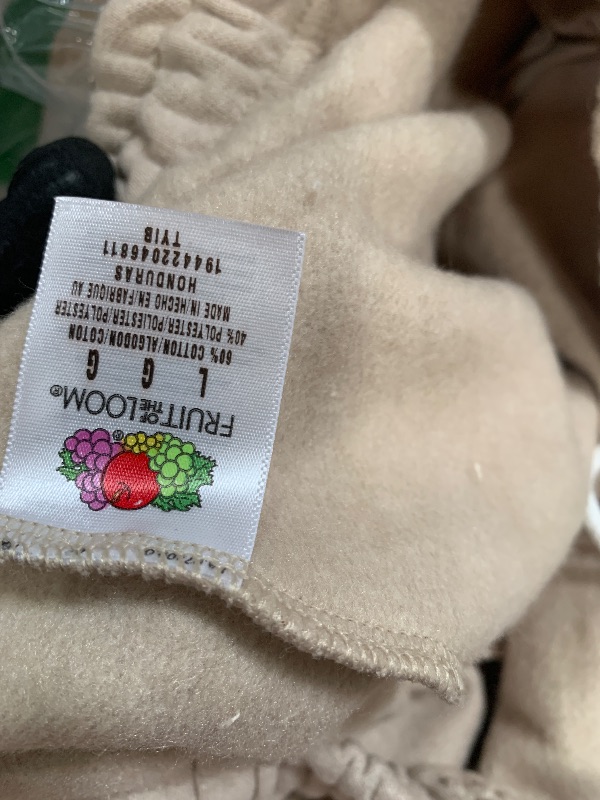 FRUIT OF THE LOOM®
L G G
60% COTTON/ALGODON/COTON
40% POLYESTER/POLIESTER/POLYESTER
MADE IN/HECHO EN/FABRIQUE AU
HONDURAS
194422046811
TYIB